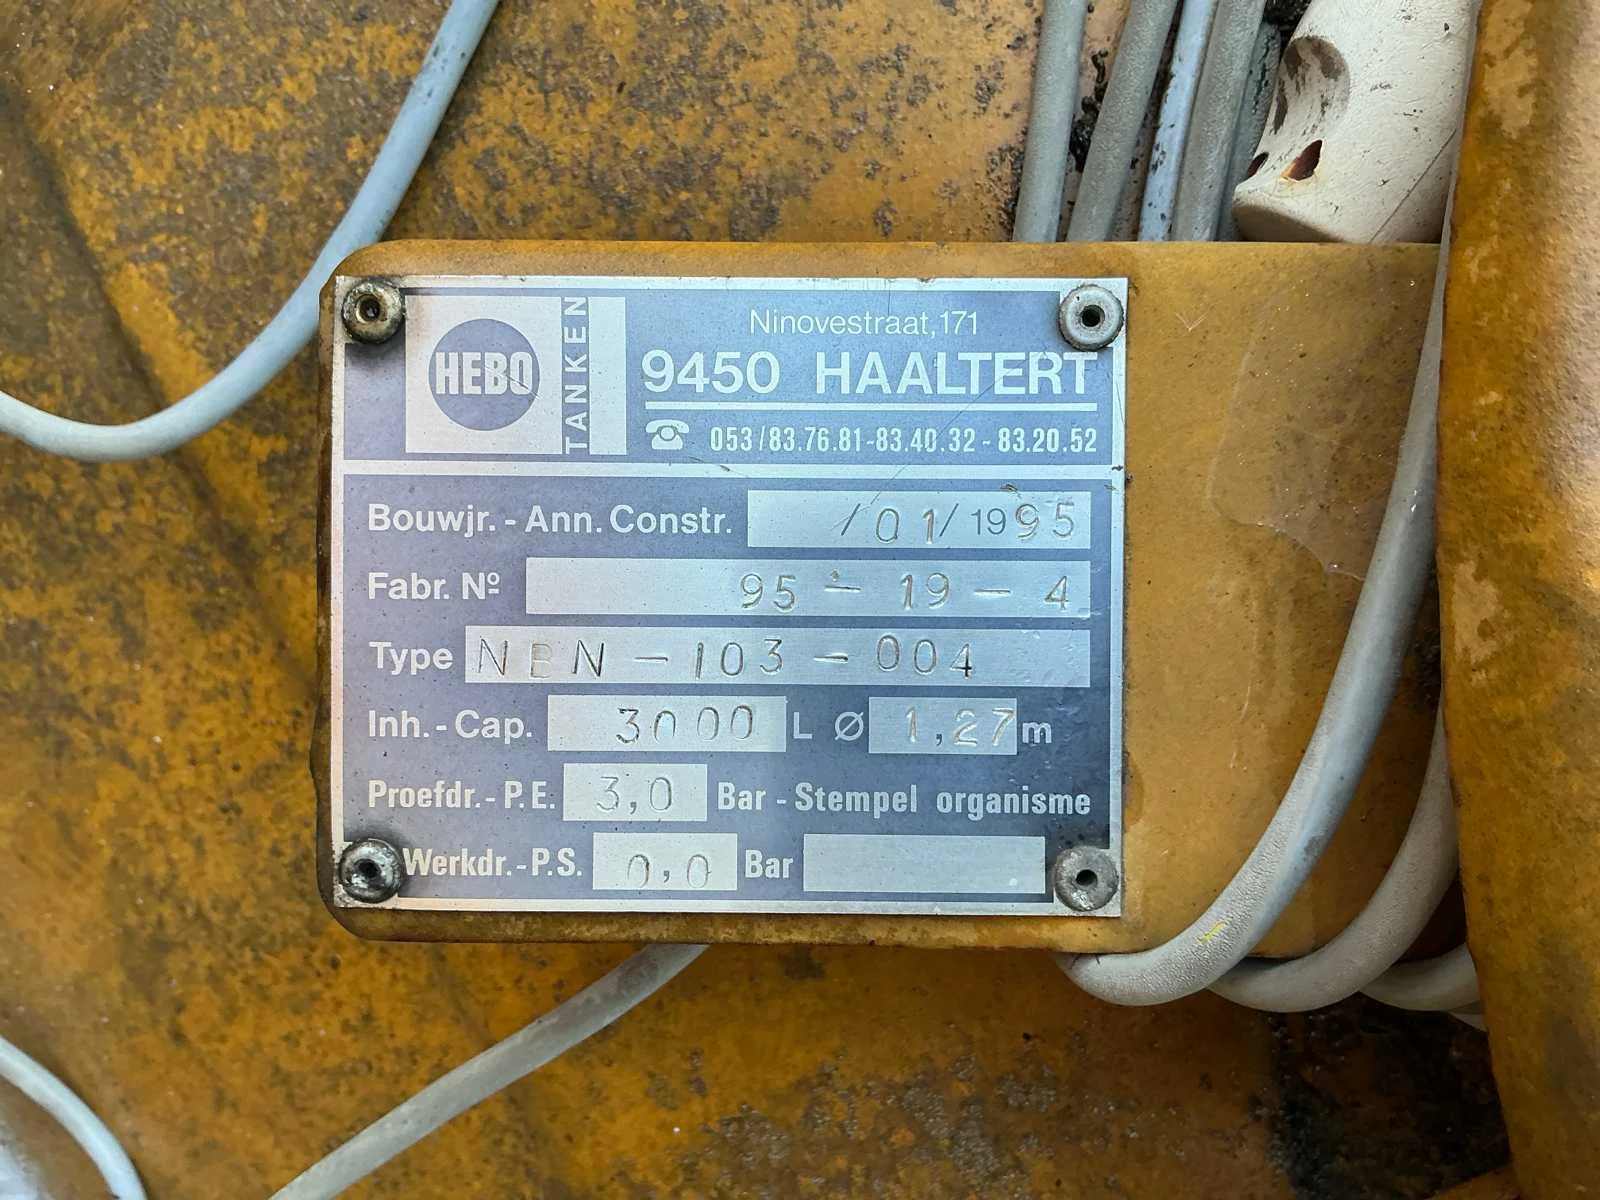 HEBO
TANKEN
Ninovestraat,171
9450 HAALTERT
053/83.76.81-83.40.32-83.20.52
Bouwjr.-Ann.Constr. /01/1995
Fabr. Nº 95-19-4
Type NBN-103-004
Inh.-Cap. 3000 L Ø 1,27m
Proefdr.-P.E. 3,0 Bar-Stempel organisme
Werkdr.-P.S. 0,0 Bar